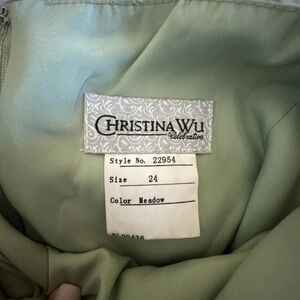 CHRISTINA WU
Celebration
Style No. 22954
Size 24
Color Meadow